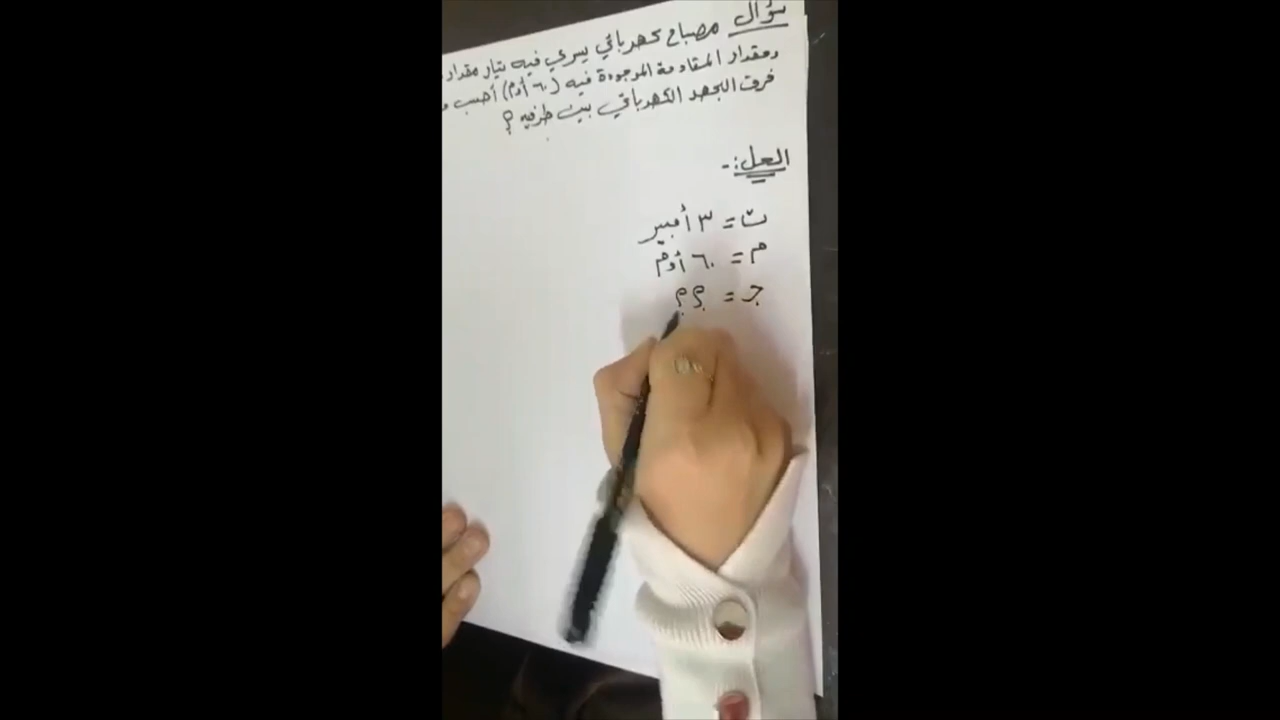 سؤال مصباح كهربائي يسري فيه تيار مقدار
ومقدار المقاومة الموجودة فيه (٦٠ أوم) أحسب
فرق الجهد الكهربائي بين طرفيه ؟
الحل:-
ت = ٣ أمبير
م = ٦٠ أوم
جـ = ؟؟